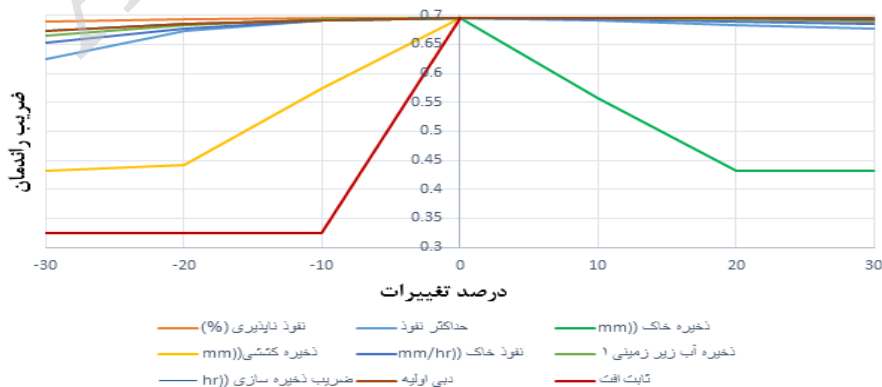 0.7
0.65
0.6
0.55
0.5
0.45
0.4
0.35
0.3
ضریب راندمان
-30 -20 -10 0 10 20 30
درصد تغییرات
نفوذ ناپذیری (%) حداکثر نفوذ ذخیره خاک ((mm
ذخیره کششی((mm نفوذ خاک ((mm/hr ذخیره آب زیر زمینی ۱
ضریب ذخیره سازی ((hr دبی اولیه ثابت افت